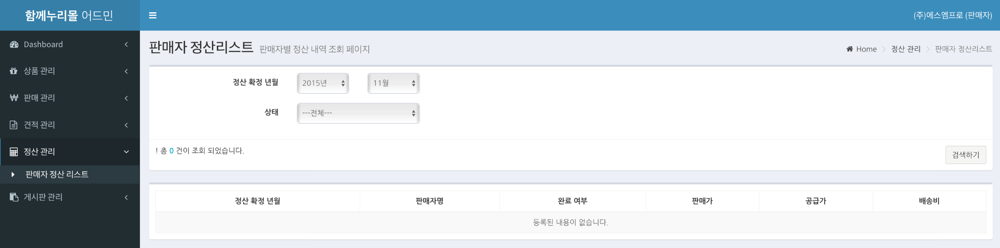 함께누리몰 어드민
(주)에스엠프로 (판매자)
Dashboard
상품 관리
판매 관리
견적 관리
정산 관리
판매자 정산 리스트
게시판 관리
판매자 정산리스트 판매자별 정산 내역 조회 페이지
Home > 정산 관리 > 판매자 정산리스트
정산 확정 년월 2015년 11월
상태 ---전체---
! 총 0 건이 조회 되었습니다.
검색하기
정산 확정 년월 판매자명 완료 여부 판매가 공급가 배송비
등록된 내용이 없습니다.